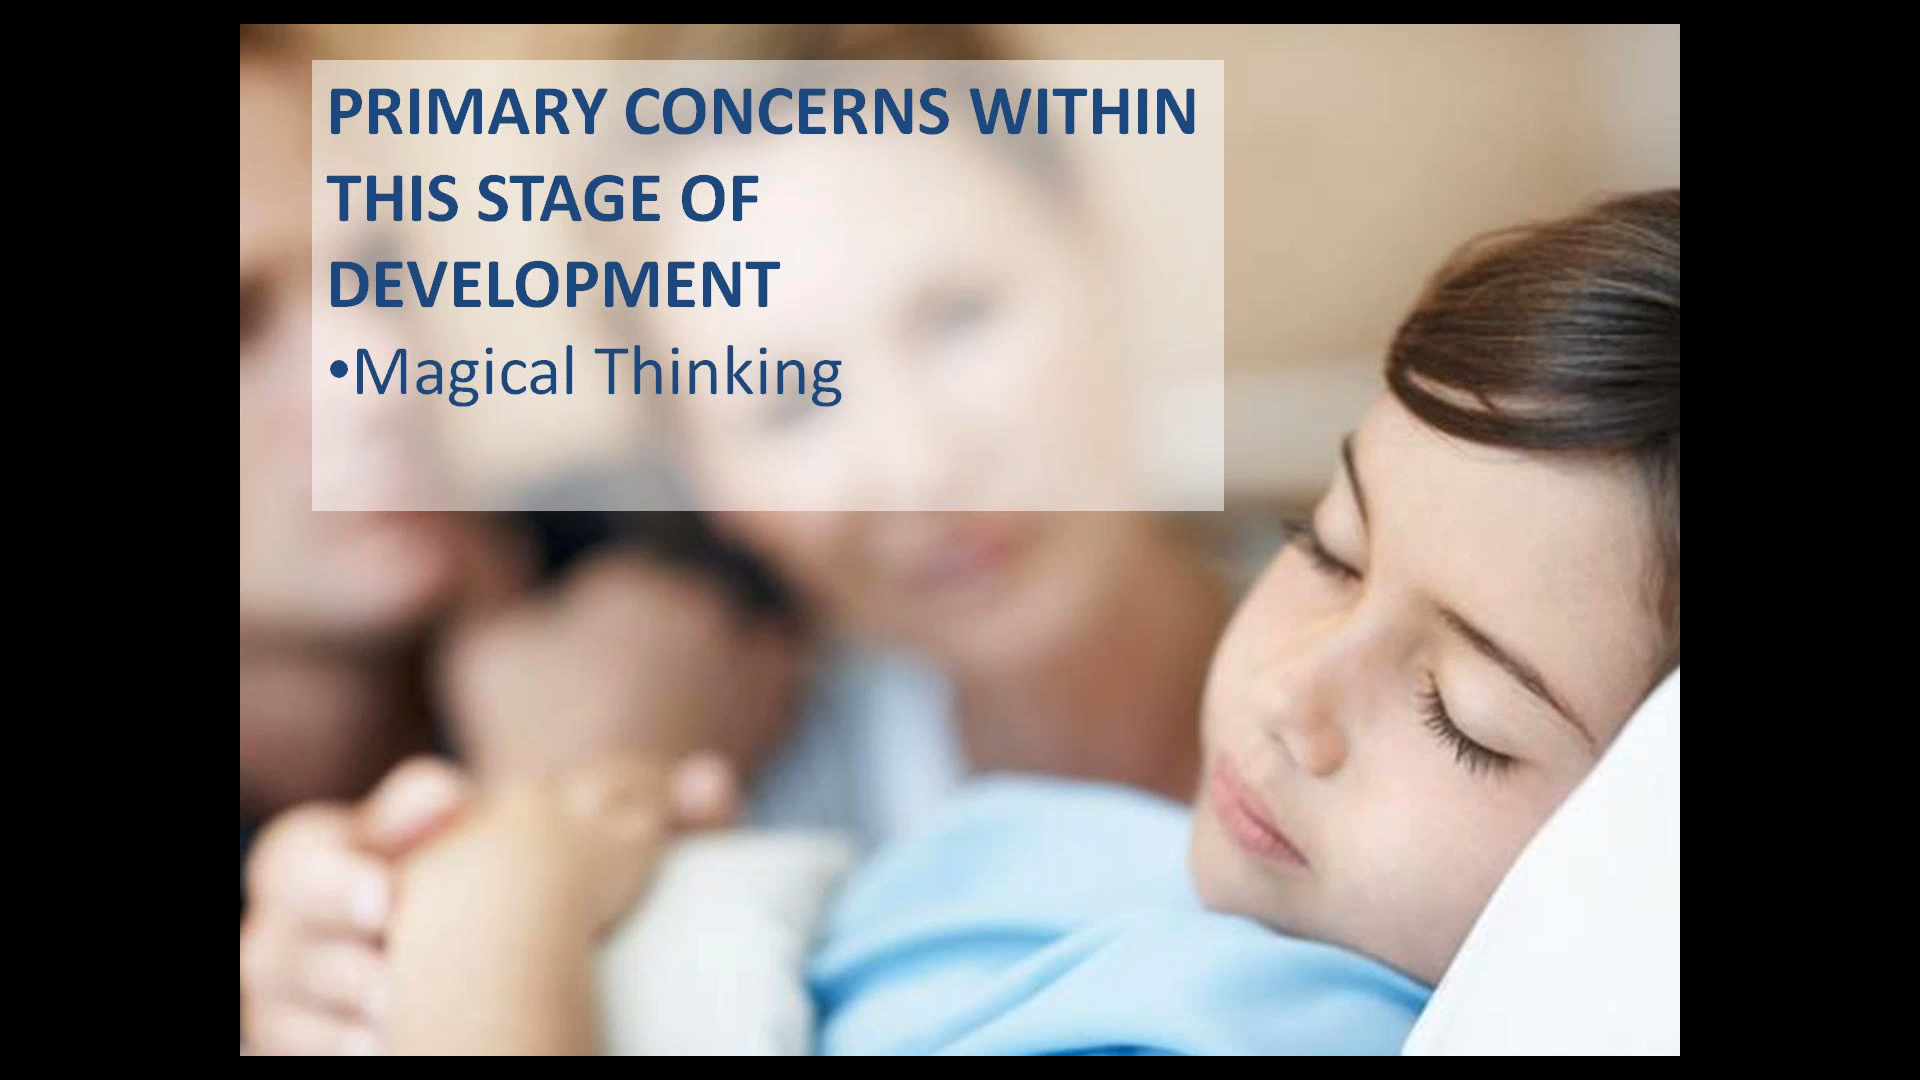 PRIMARY CONCERNS WITHIN
THIS STAGE OF
DEVELOPMENT
•Magical Thinking